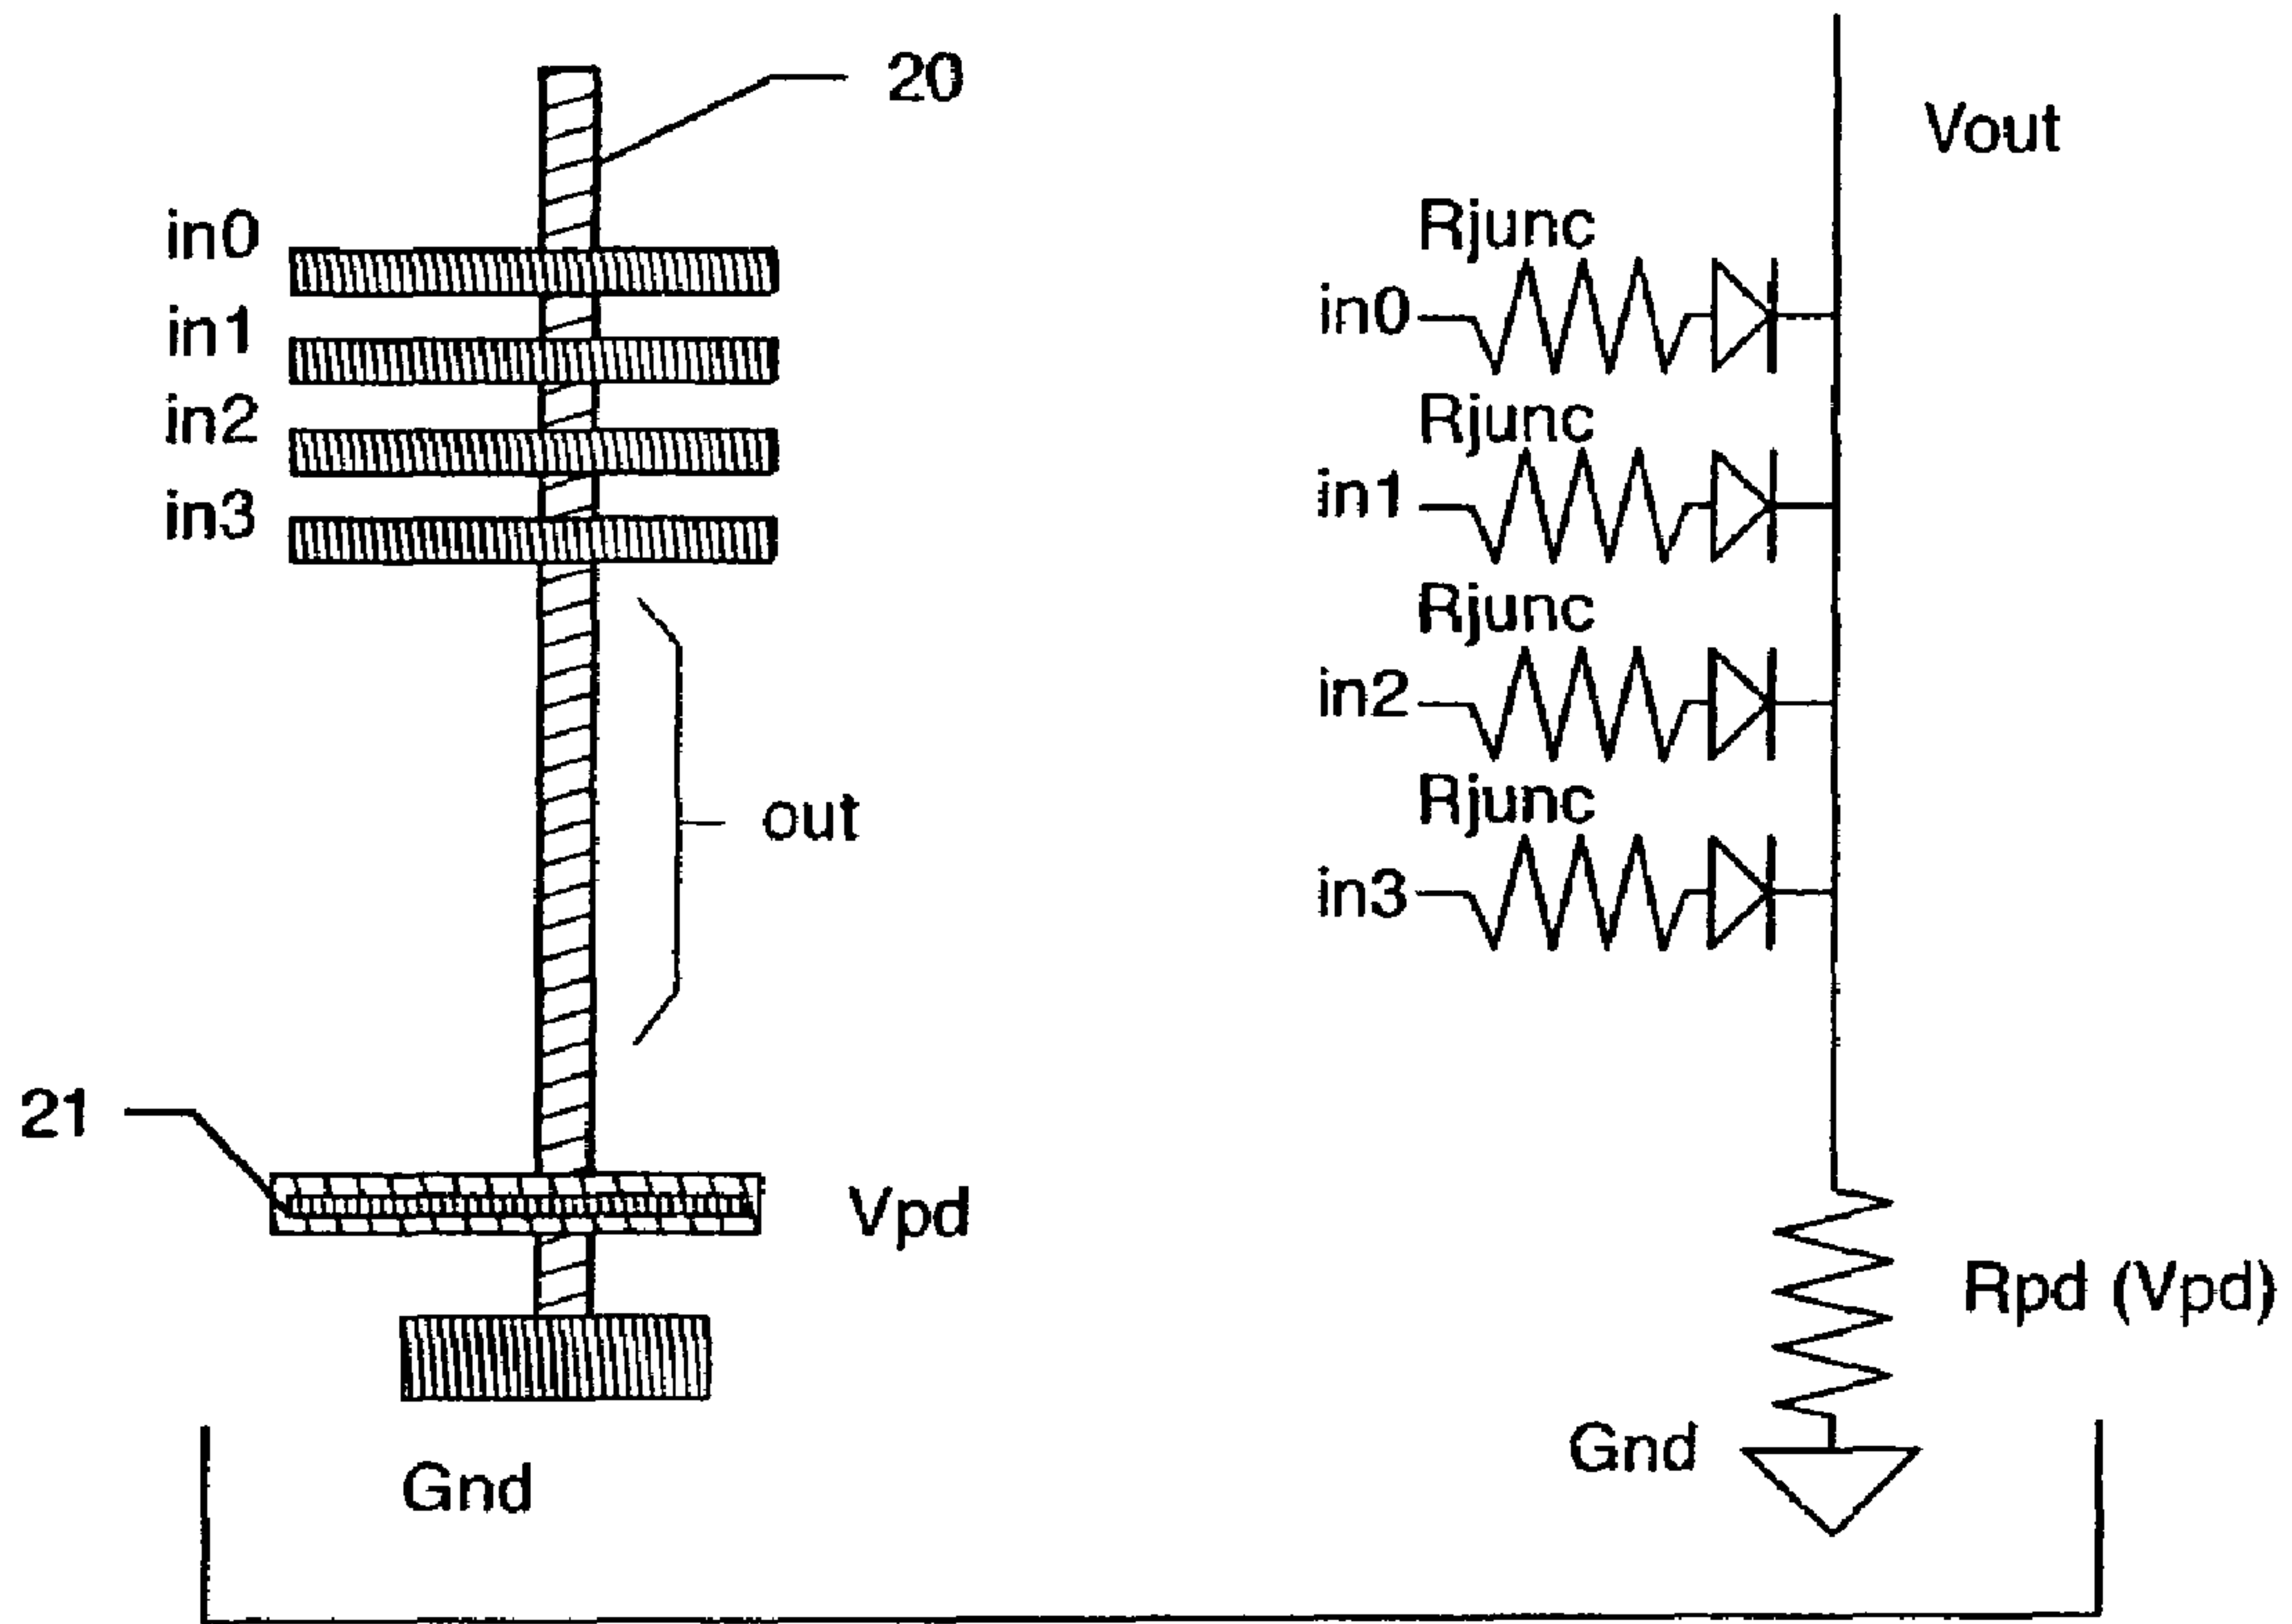 20
in0
in1
in2
in3
out
21
Vpd
Gnd
Vout
Rjunc
in0
Rjunc
in1
Rjunc
in2
Rjunc
in3
Rpd (Vpd)
Gnd